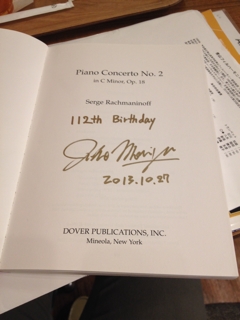 Piano Concerto No. 2
in C Minor, Op. 18
Serge Rachmaninoff
112th Birthday
2013.10.27
DOVER PUBLICATIONS, INC.
Mineola, New York